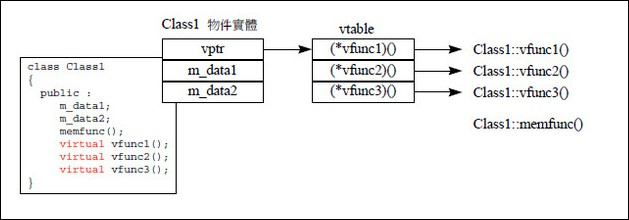 Class1 物件實體
vtable
vptr
(*vfunc1)()
Class1::vfunc1()
m_data1
(*vfunc2)()
Class1::vfunc2()
m_data2
(*vfunc3)()
Class1::vfunc3()
Class1::memfunc()
class Class1
{
public :
m_data1;
m_data2;
memfunc();
virtual vfunc1();
virtual vfunc2();
virtual vfunc3();
}